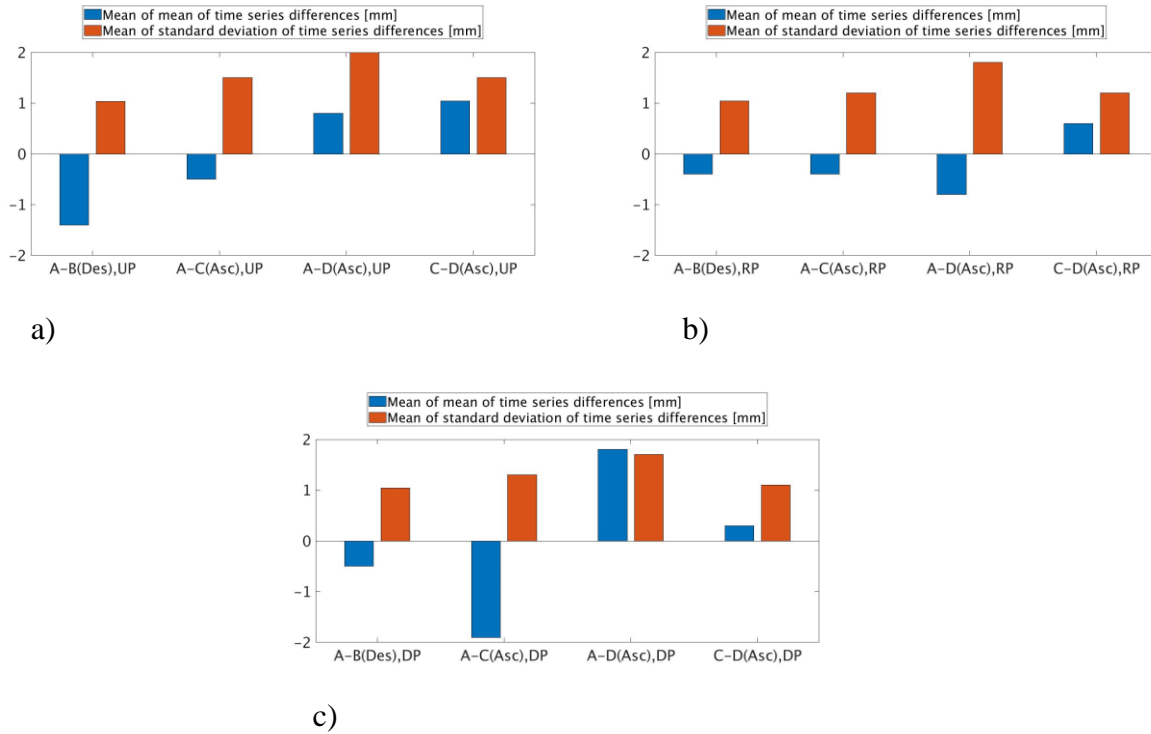 Mean of mean of time series differences [mm]
Mean of standard deviation of time series differences [mm]
2
1
0
−1
−2
A−B(Des),UP A−C(Asc),UP A−D(Asc),UP C−D(Asc),UP
a)
Mean of mean of time series differences [mm]
Mean of standard deviation of time series differences [mm]
2
1
0
−1
−2
A−B(Des),RP A−C(Asc),RP A−D(Asc),RP C−D(Asc),RP
b)
Mean of mean of time series differences [mm]
Mean of standard deviation of time series differences [mm]
2
1
0
−1
−2
A−B(Des),DP A−C(Asc),DP A−D(Asc),DP C−D(Asc),DP
c)